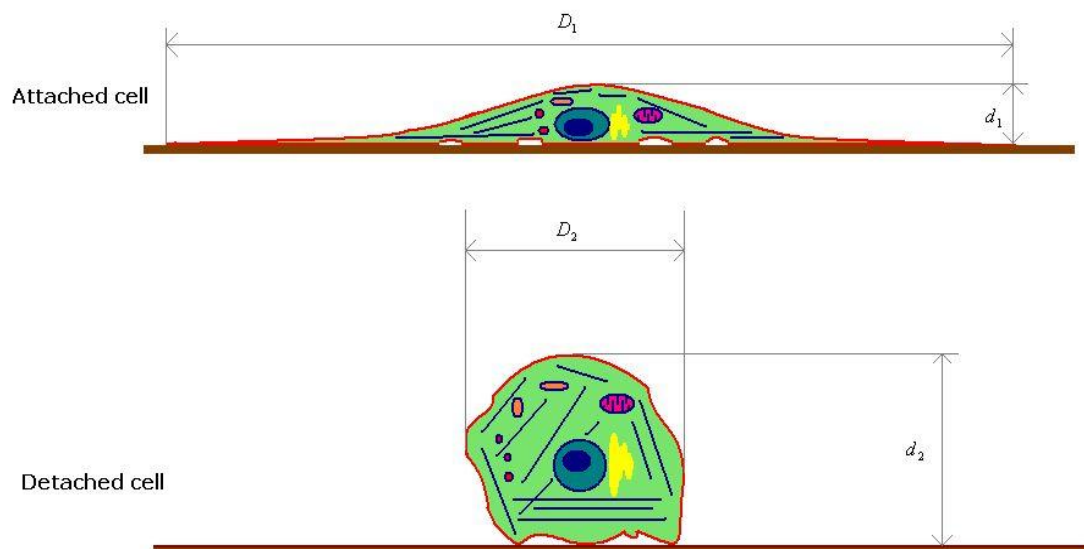 D₁
Attached cell
d₁
D₂
d₂
Detached cell